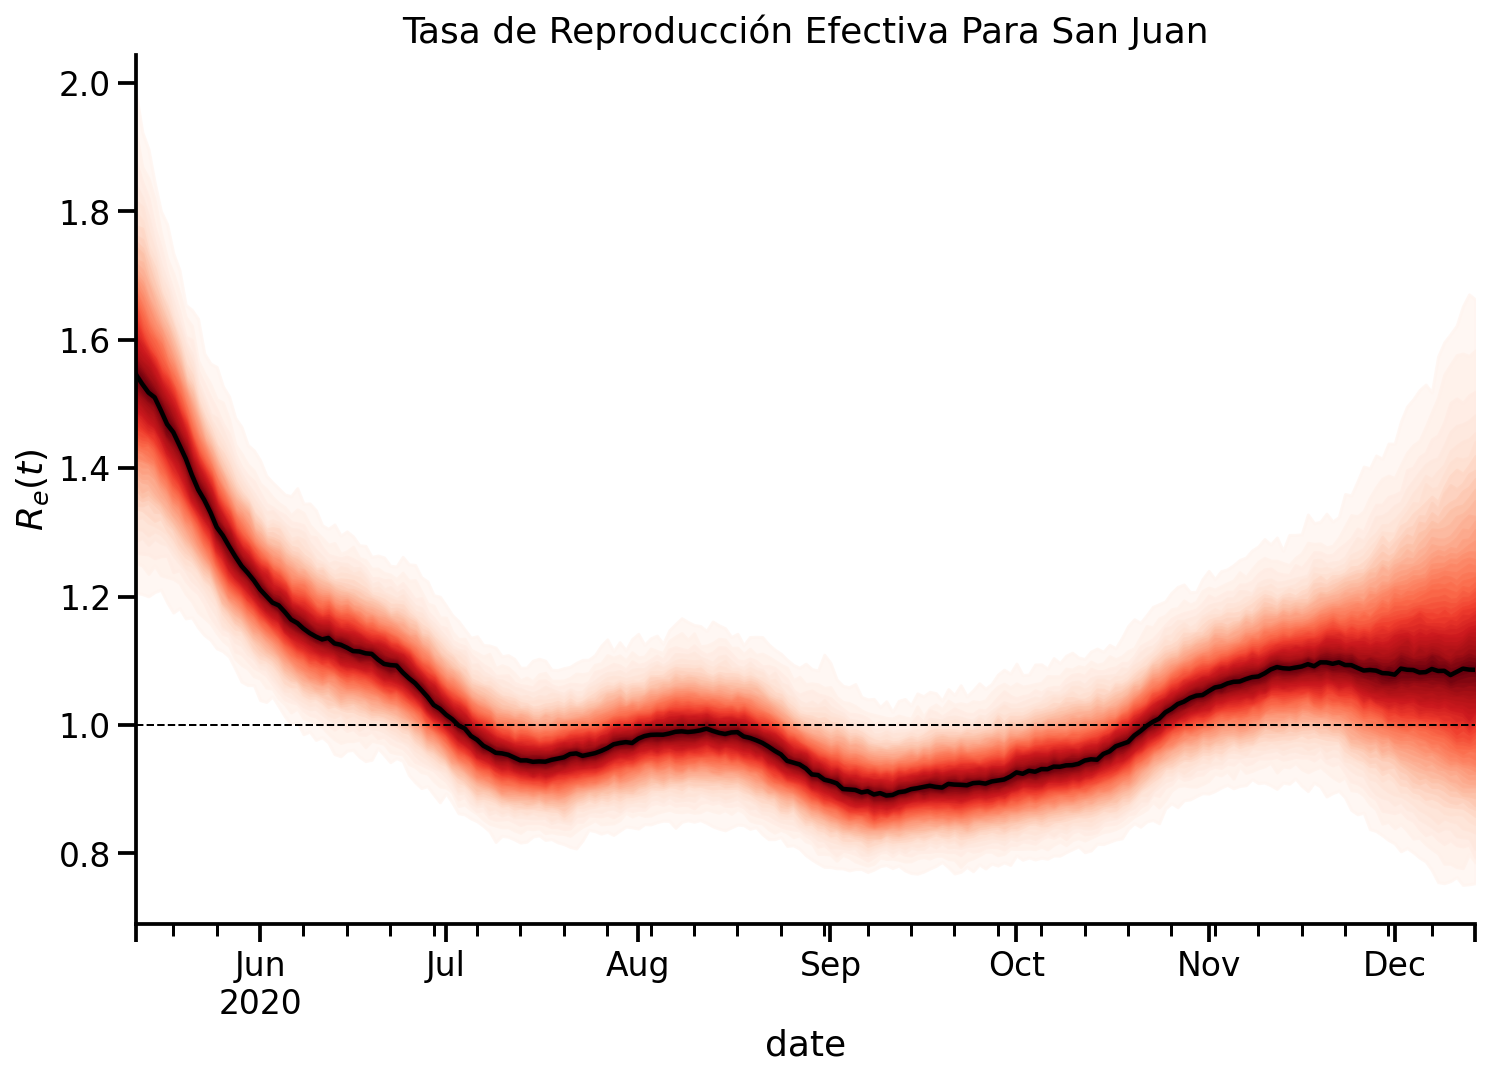 Tasa de Reproducción Efectiva Para San Juan
2.0
1.8
1.6
1.4
1.2
1.0
0.8
R_e(t)
Jun Jul Aug Sep Oct Nov Dec
2020
date